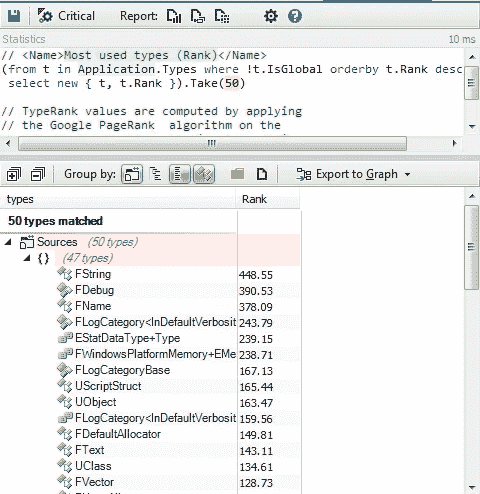 Critical Report:
Statistics 10 ms
// <Name>Most used types (Rank)</Name>
(from t in Application.Types where !t.IsGlobal orderby t.Rank desc
select new { t, t.Rank }).Take(50)
// TypeRank values are computed by applying
// the Google PageRank algorithm on the
Group by: Export to Graph
types Rank
50 types matched
Sources (50 types)
{} (47 types)
FString 448.55
FDebug 390.53
FName 378.09
FLogCategory<InDefaultVerbosit 243.79
EStatDataType+Type 239.15
FWindowsPlatformMemory+EMe 238.71
FLogCategoryBase 167.13
UScriptStruct 165.44
UObject 163.47
FLogCategory<InDefaultVerbosit 159.56
FDefaultAllocator 149.81
FText 143.11
UClass 134.61
FVector 128.73